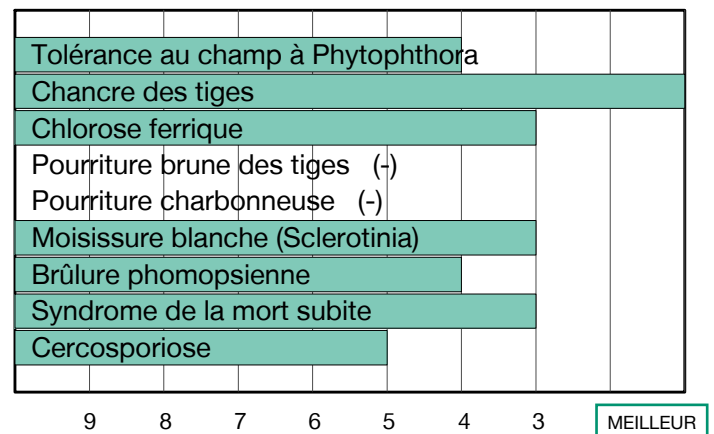 Tolérance au champ à Phytophthora
Chancre des tiges
Chlorose ferrique
Pourriture brune des tiges (-)
Pourriture charbonneuse (-)
Moisissure blanche (Sclerotinia)
Brûlure phomopsienne
Syndrome de la mort subite
Cercosporiose
9 8 7 6 5 4 3 MEILLEUR